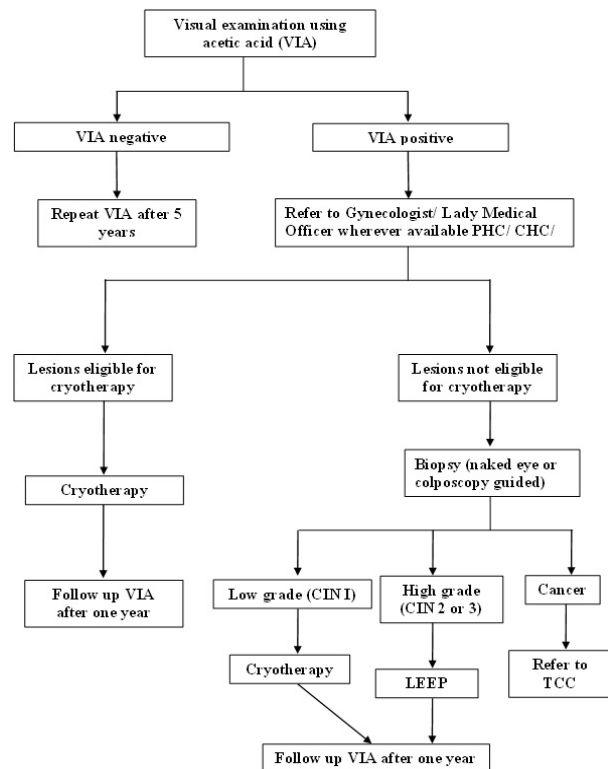 Visual examination using
acetic acid (VIA)
VIA negative
VIA positive
Repeat VIA after 5
years
Refer to Gynecologist/ Lady Medical
Officer wherever available PHC/ CHC/
Lesions eligible for
cryotherapy
Lesions not eligible
for cryotherapy
Cryotherapy
Biopsy (naked eye or
colposcopy guided)
Follow up VIA
after one year
Low grade (CIN I)
High grade
(CIN 2 or 3)
Cancer
Cryotherapy
LEEP
Refer to
TCC
Follow up VIA after one year